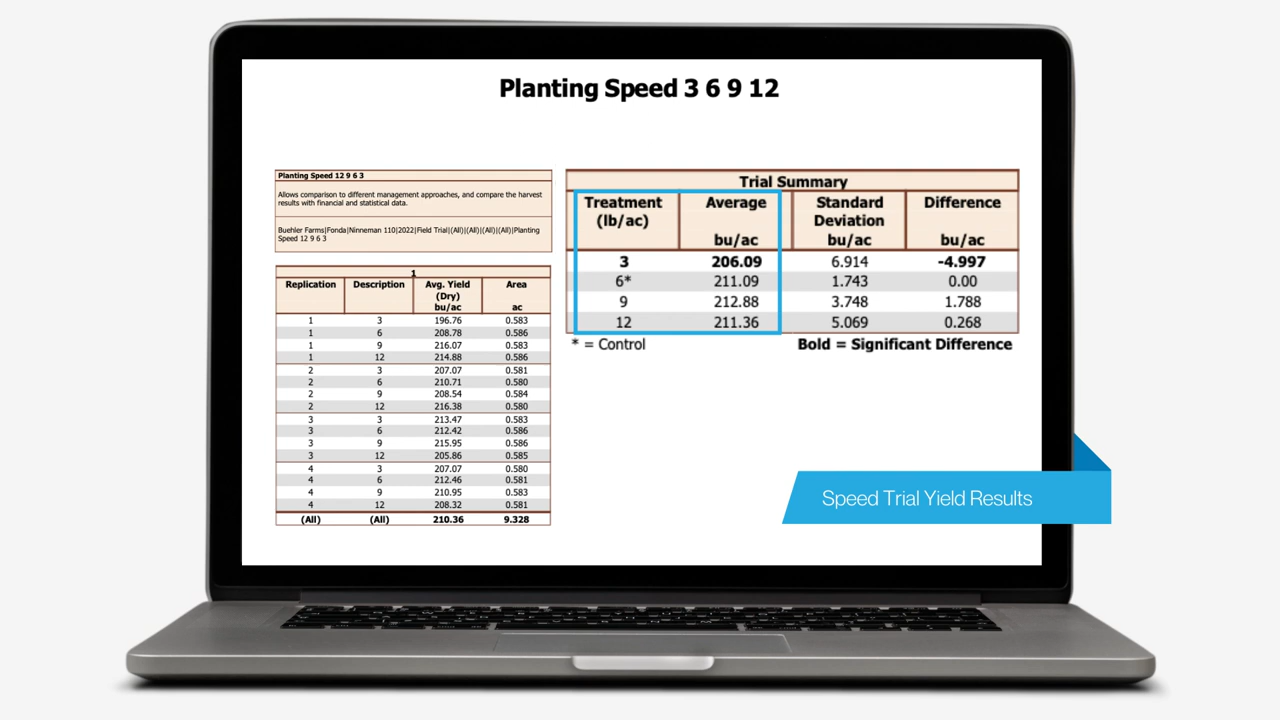 Planting Speed 3 6 9 12
Planting Speed 12 9 6 3
Allows comparison to different management approaches, and compare the harvest
results with financial and statistical data.
Buehler Farms|Fonda|Ninneman 110|2022|Field Trial|(All)|(All)|(All)|(All)|Planting
Speed 12 9 6 3
1
Replication Description Avg. Yield Area
(Dry)
bu/ac ac
1 3 196.76 0.583
1 6 208.78 0.586
1 9 216.07 0.583
1 12 214.88 0.586
2 3 207.07 0.581
2 6 210.71 0.580
2 9 208.54 0.584
2 12 216.38 0.580
3 3 213.47 0.583
3 6 212.42 0.586
3 9 215.95 0.586
3 12 205.86 0.585
4 3 207.07 0.580
4 6 212.46 0.581
4 9 210.95 0.583
4 12 208.32 0.581
(All) (All) 210.36 9.328
Trial Summary
Treatment Average Standard Difference
(lb/ac) Deviation
bu/ac bu/ac bu/ac
3 206.09 6.914 -4.997
6* 211.09 1.743 0.00
9 212.88 3.748 1.788
12 211.36 5.069 0.268
* = Control Bold = Significant Difference
Speed Trial Yield Results